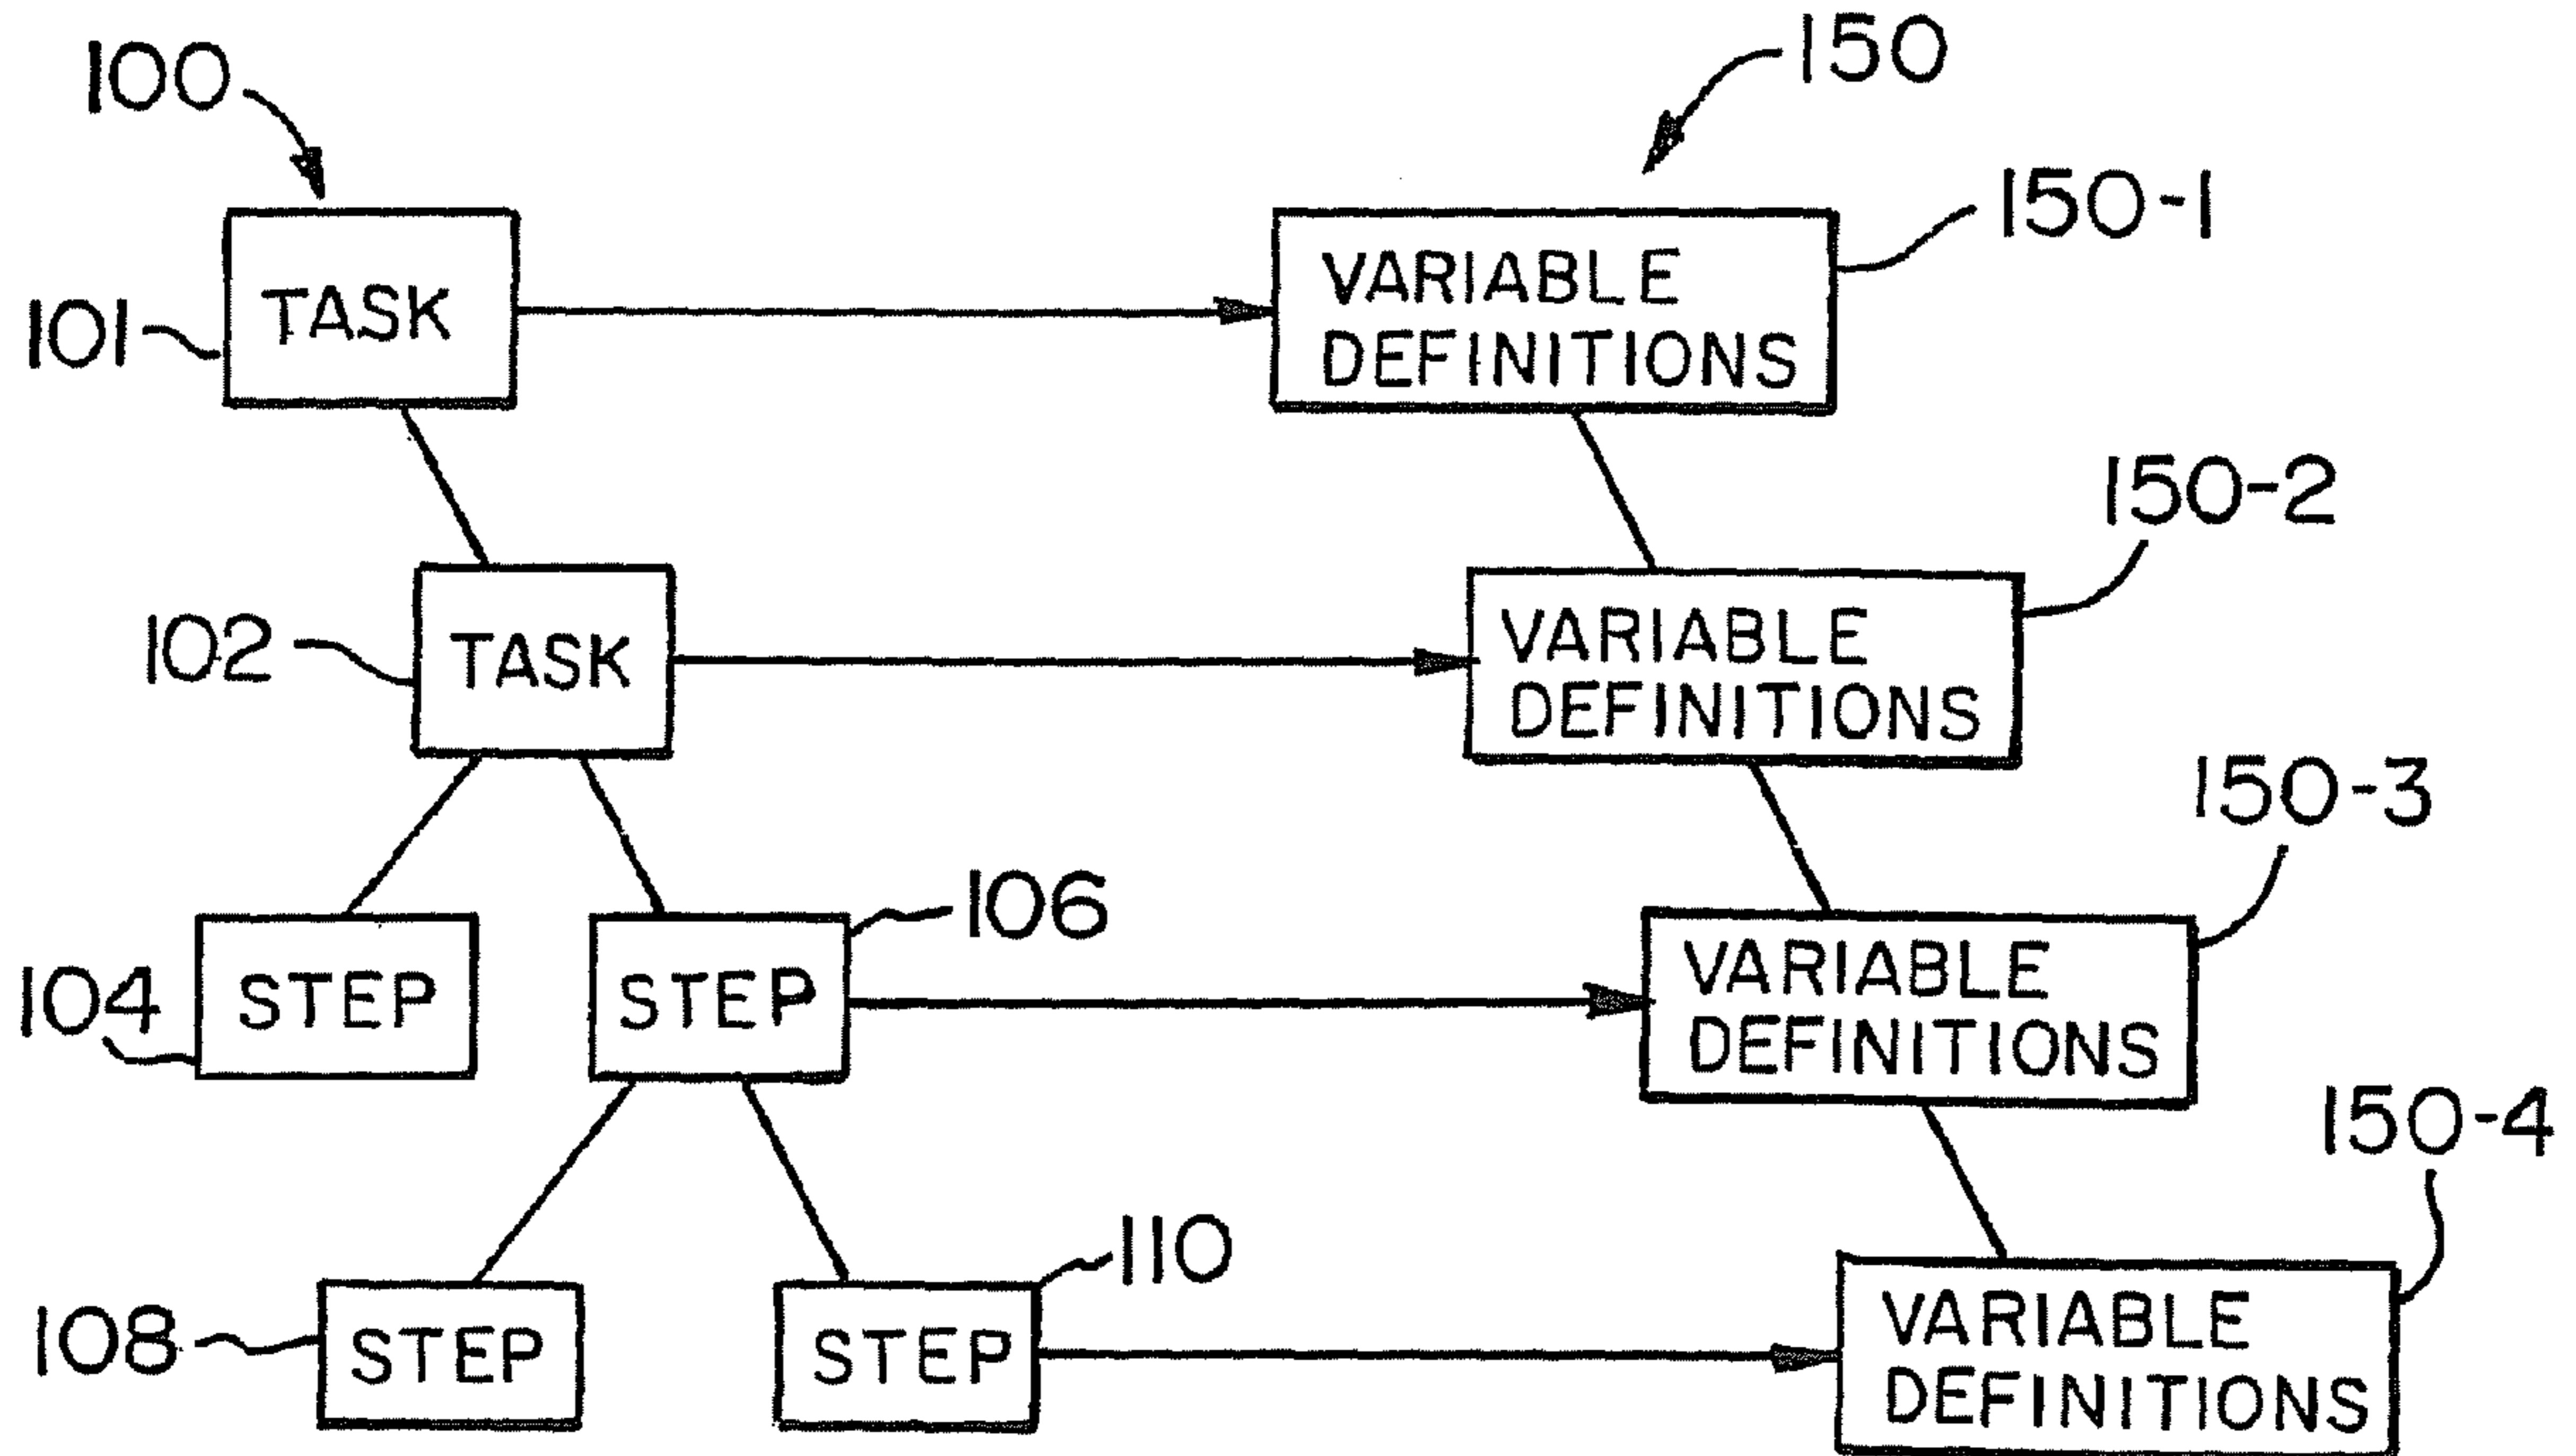 100
150
150-1
101
TASK
VARIABLE
DEFINITIONS
150-2
102
TASK
VARIABLE
DEFINITIONS
150-3
106
104
STEP
STEP
VARIABLE
DEFINITIONS
150-4
110
108
STEP
STEP
VARIABLE
DEFINITIONS